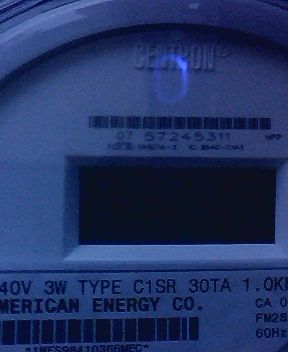 CENTRON
07 57245311
40V 3W TYPE C1SR 30TA 1.0K
MERICAN ENERGY CO.
CA 0
FM2S
60Hz